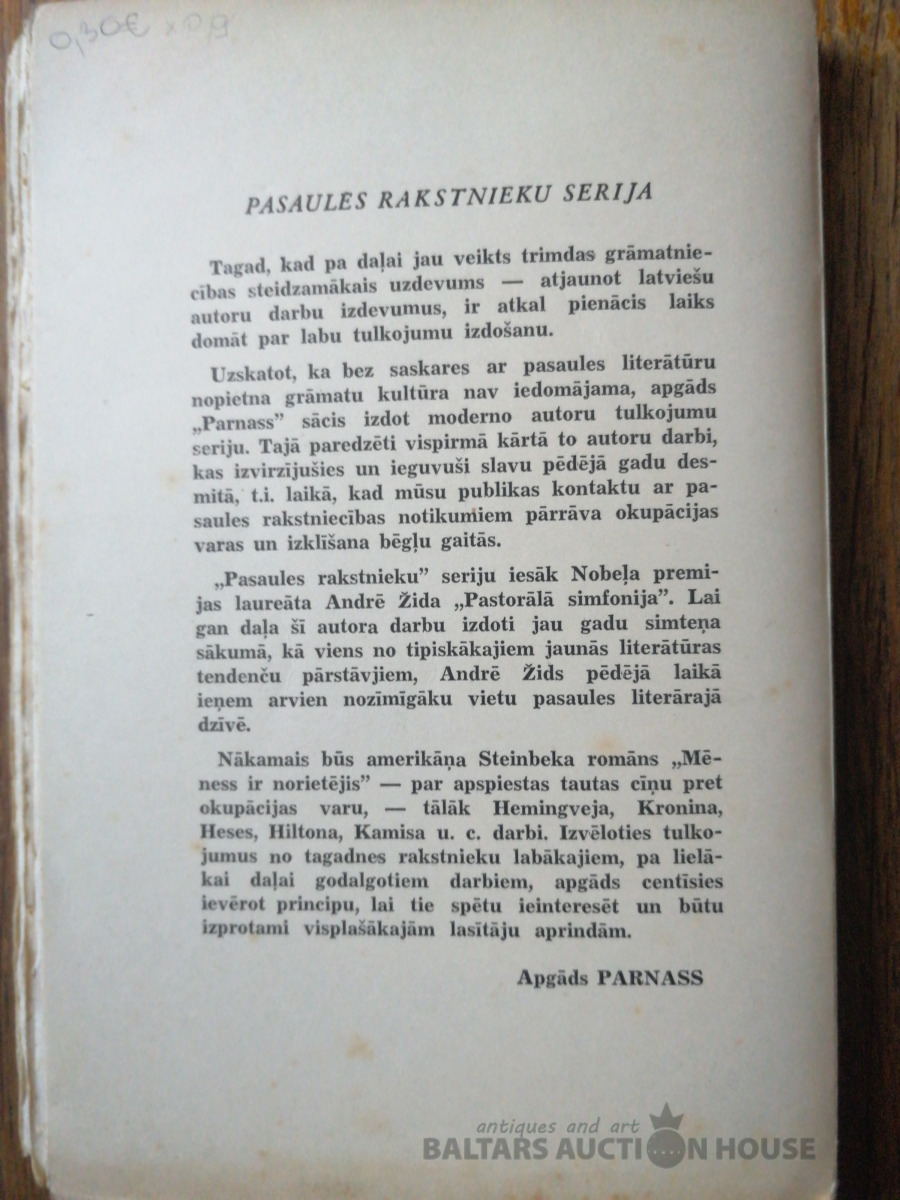 0,30€ x 0,9
PASAULĒS RAKSTNIEKU SERIJA
Tagad, kad pa daļai jau veikts trimdas grāmatnie-
cības steidzamākais uzdevums — atjaunot latviešu
autoru darbu izdevumus, ir atkal pienācis laiks
domāt par labu tulkojumu izdošanu.
Uzskatot, ka bez saskares ar pasaules literātūru
nopietna grāmatu kultūra nav iedomājama, apgāds
„Parnass” sācis izdot moderno autoru tulkojumu
seriju. Tajā paredzēti vispirmā kārtā to autoru darbi,
kas izvirzījušies un ieguvuši slavu pēdējā gadu des-
mitā, t.i. laikā, kad mūsu publikas kontaktu ar pa-
saules rakstniecības notikumiem pārrāva okupācijas
varas un izklīšana bēgļu gaitās.
„Pasaules rakstnieku” seriju iesāk Nobeļa premi-
jas laureāta Andrē Žida „Pastorālā simfonija”. Lai
gan daļa šī autora darbu izdoti jau gadu simteņa
sākumā, kā viens no tipiskākajiem jaunās literātūras
tendenču pārstāvjiem, Andrē Žids pēdējā laikā
ieņem arvien nozīmīgāku vietu pasaules literārajā
dzīvē.
Nākamais būs amerikāņa Steinbeka romāns „Mē-
ness ir norietējis” — par apspiestas tautas cīņu pret
okupācijas varu, — tālāk Hemingveja, Kronina,
Heses, Hiltona, Kamisa u. c. darbi. Izvēloties tulko-
jumus no tagadnes rakstnieku labākajiem, pa lielā-
kai daļai godalgotiem darbiem, apgāds centīsies
ievērot principu, lai tie spētu ieinteresēt un būtu
izprotami visplašākajām lasītāju aprindām.
Apgāds PARNASS
antiques and art
BALTARS AUCTION HOUSE